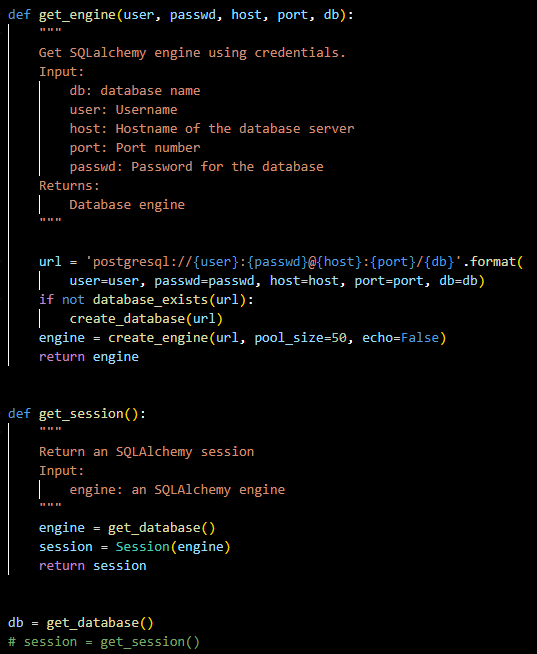 def get_engine(user, passwd, host, port, db):
    """
    Get SQLalchemy engine using credentials.
    Input:
        db: database name
        user: Username
        host: Hostname of the database server
        port: Port number
        passwd: Password for the database
    Returns:
        Database engine
    """

    url = 'postgresql://{user}:{passwd}@{host}:{port}/{db}'.format(
        user=user, passwd=passwd, host=host, port=port, db=db)
    if not database_exists(url):
        create_database(url)
    engine = create_engine(url, pool_size=50, echo=False)
    return engine


def get_session():
    """
    Return an SQLAlchemy session
    Input:
        engine: an SQLAlchemy engine
    """
    engine = get_database()
    session = Session(engine)
    return session


db = get_database()
# session = get_session()